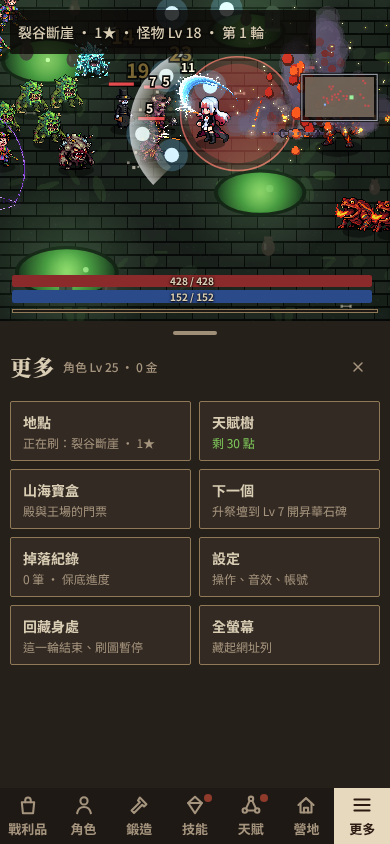 裂谷斷崖 · 1★ · 怪物 Lv 18 · 第 1 輪
19
23
11
7
5
5
428 / 428
152 / 152
更多
角色 Lv 25 · 0 金
×
地點
正在刷：裂谷斷崖 · 1★
天賦樹
剩 30 點
山海寶盒
殿與王場的門票
下一個
升祭壇到 Lv 7 開昇華石碑
掉落紀錄
0 筆 · 保底進度
設定
操作、音效、帳號
回藏身處
這一輪結束、刷圖暫停
全螢幕
藏起網址列
戰利品
角色
鍛造
技能
天賦
營地
更多